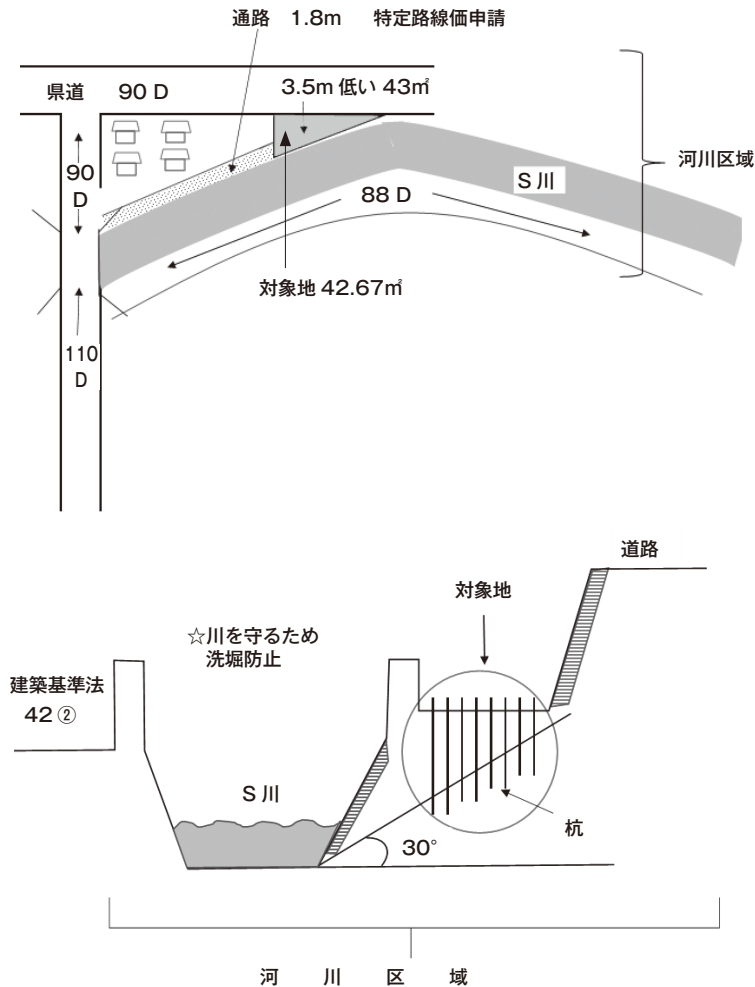 通路 1.8m 特定路線価申請
県道 90 D
3.5m 低い 43㎡
90
D
河川区域
S 川
88 D
対象地 42.67㎡
110
D
道路
対象地
☆川を守るため
洗堀防止
建築基準法
42 ②
S 川
杭
30°
河 川 区 域